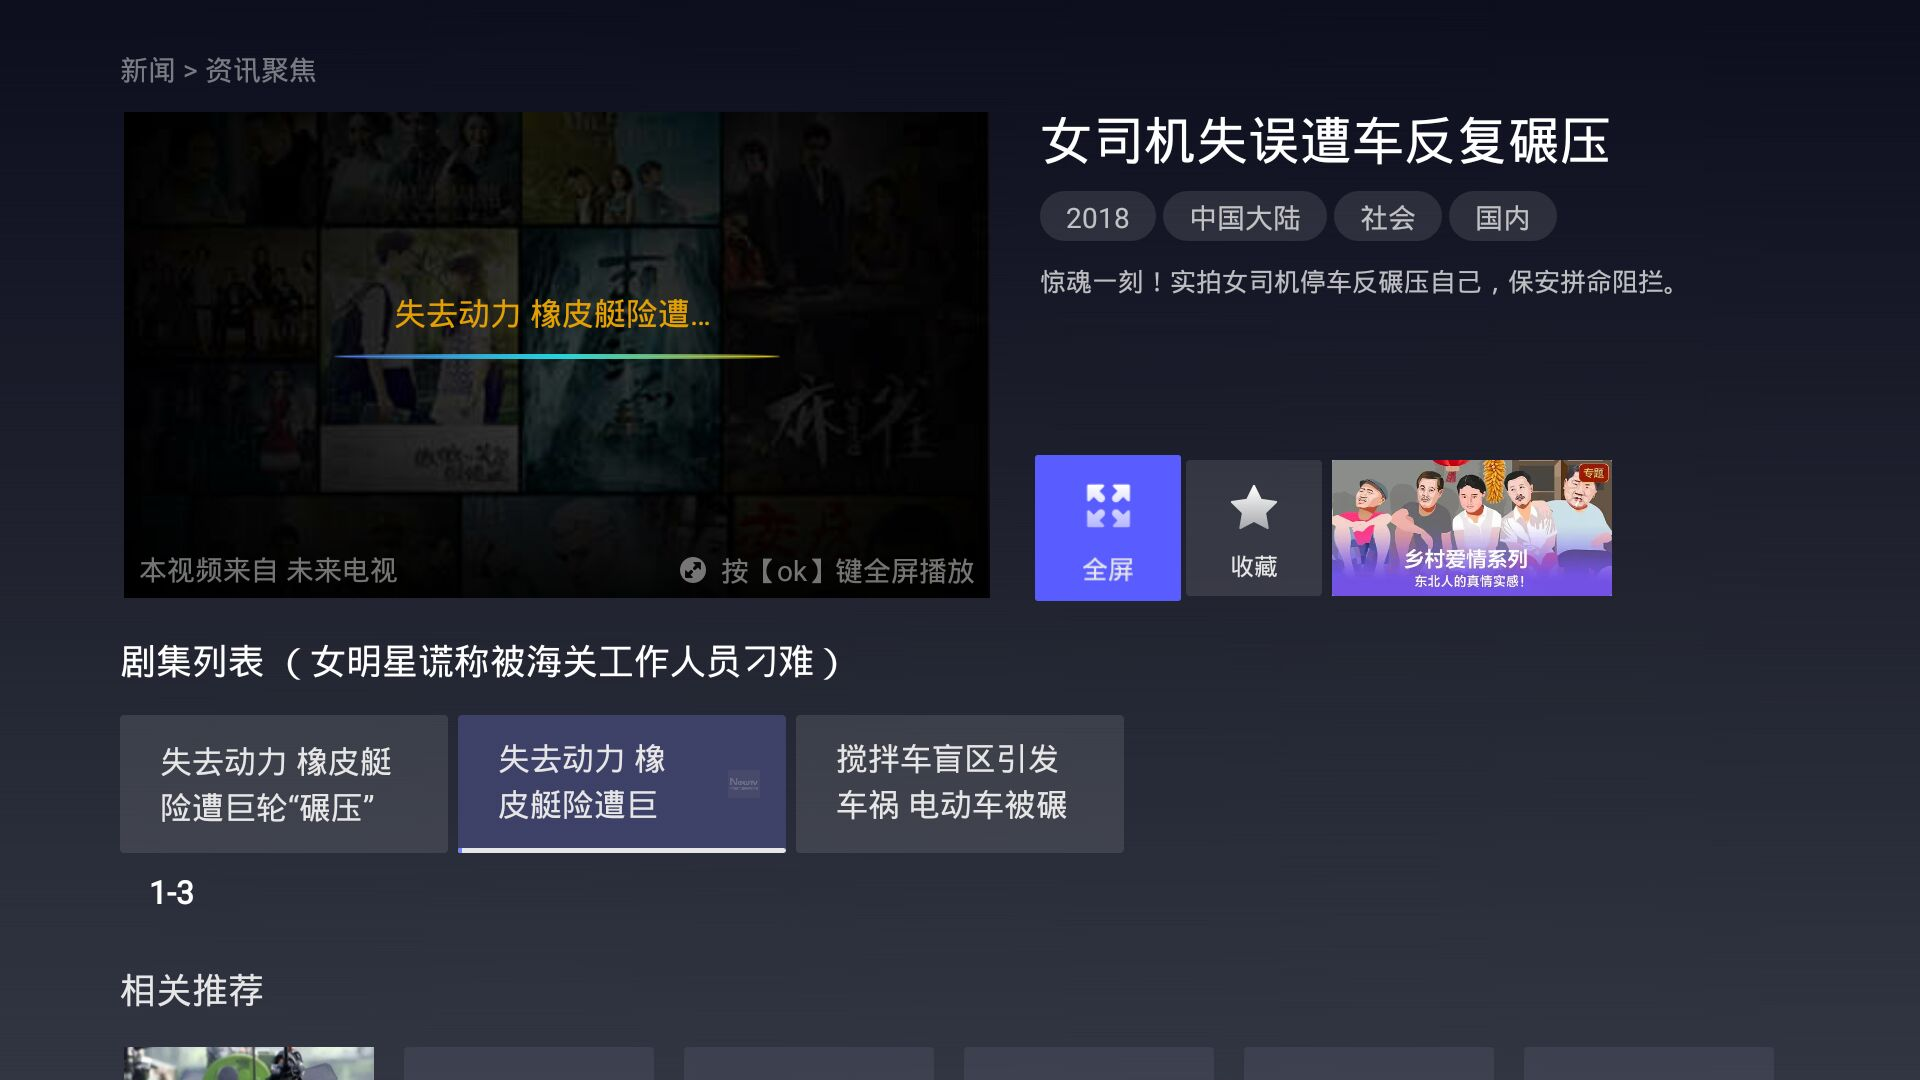 新闻 > 资讯聚焦
女司机失误遭车反复碾压
2018
中国大陆
社会
国内
惊魂一刻！实拍女司机停车反碾压自己，保安拼命阻拦。
失去动力 橡皮艇险遭...
麻雀
本视频来自 未来电视
按【ok】键全屏播放
全屏
收藏
专题
乡村爱情系列
东北人的真情实感！
剧集列表 （女明星谎称被海关工作人员刁难）
失去动力 橡皮艇
险遭巨轮“碾压”
失去动力 橡
皮艇险遭巨
Newtv
搅拌车盲区引发
车祸 电动车被碾
1-3
相关推荐